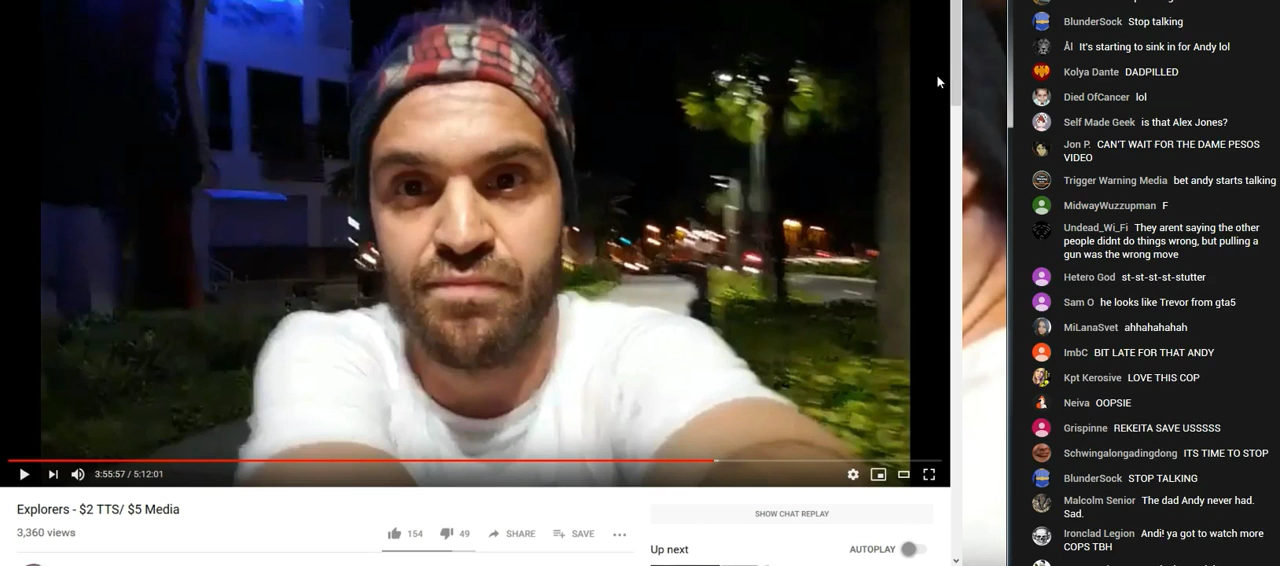 BlunderSock Stop talking
Âl It's starting to sink in for Andy lol
Kolya Dante DADPILLED
Died OfCancer lol
Self Made Geek is that Alex Jones?
Jon P. CAN'T WAIT FOR THE DAME PESOS
VIDEO
Trigger Warning Media bet andy starts talking
MidwayWuzzupman F
Undead_Wi_Fi They arent saying the other
people didnt do things wrong, but pulling a
gun was the wrong move
Hetero God st-st-st-st-stutter
Sam O he looks like Trevor from gta5
MiLanaSvet ahhahahahah
ImbC BIT LATE FOR THAT ANDY
Kpt Kerosive LOVE THIS COP
Neiva OOPSIE
Grispinne REKEITA SAVE USSSSS
Schwingalongadingdong ITS TIME TO STOP
BlunderSock STOP TALKING
Malcolm Senior The dad Andy never had.
Sad.
Ironclad Legion Andi! ya got to watch more
COPS TBH
3:55:57 / 5:12:01
Explorers - $2 TTS/ $5 Media
3,360 views
154
49
SHARE
SAVE
SHOW CHAT REPLAY
Up next
AUTOPLAY